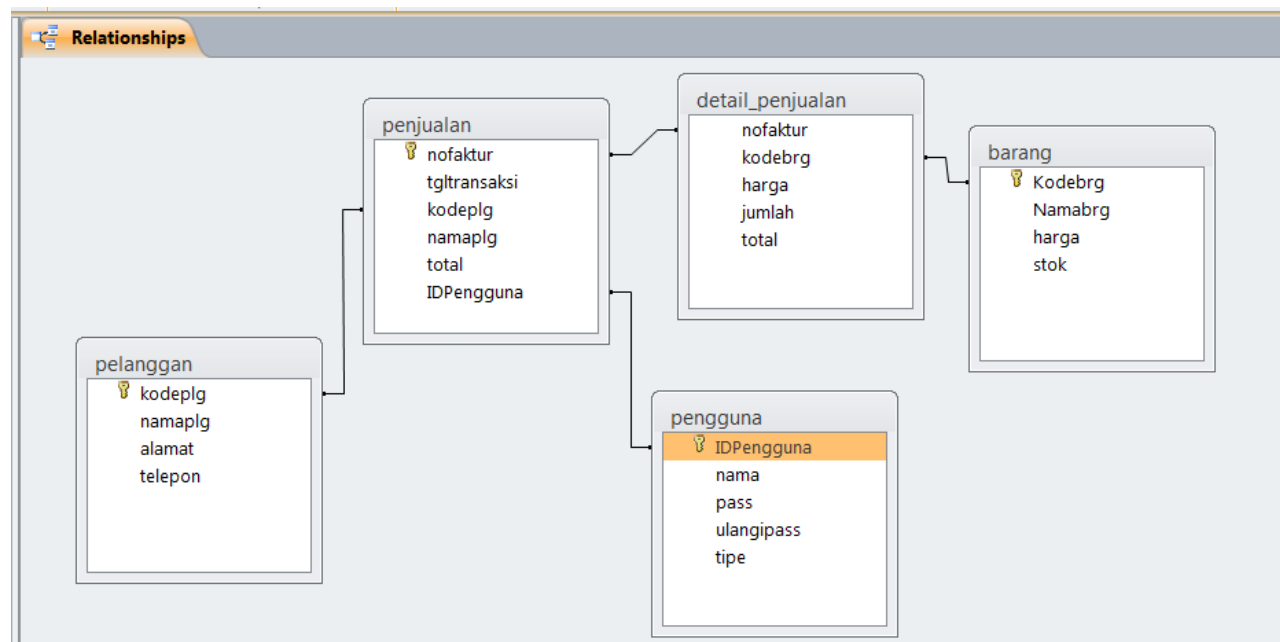 Relationships
penjualan
nofaktur
tgltransaksi
kodeplg
namaplg
total
IDPengguna
detail_penjualan
nofaktur
kodebrg
harga
jumlah
total
barang
Kodebrg
Namabrg
harga
stok
pelanggan
kodeplg
namaplg
alamat
telepon
pengguna
IDPengguna
nama
pass
ulangipass
tipe